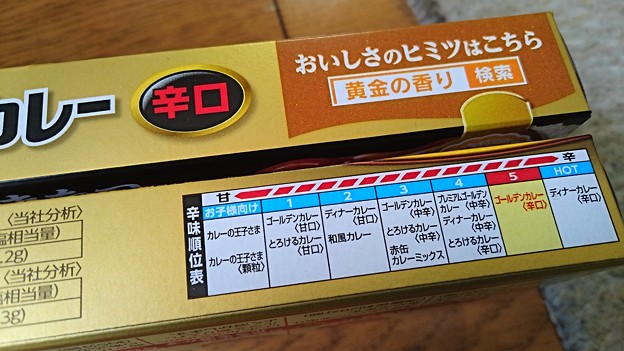 おいしさのヒミツはこちら
黄金の香り 検索
カレー 辛口
辛味順位表
甘 辛
お子様向け 1 2 3 4 5 HOT
カレーの王子さま
カレーの王子さま
〈顆粒〉
ゴールデンカレー
〈甘口〉
とろけるカレー
〈甘口〉
ディナーカレー
〈甘口〉
和風カレー
ゴールデンカレー
〈中辛〉
とろけるカレー
〈中辛〉
赤缶
カレーミックス
プレミアムゴールデン
カレー〈中辛〉
ディナーカレー
〈中辛〉
とろけるカレー
〈辛口〉
ゴールデンカレー
〈辛口〉
ディナーカレー
〈辛口〉
〈当社分析〉
塩相当量)
.2g)
〈当社分析〉
塩相当量)
3g)